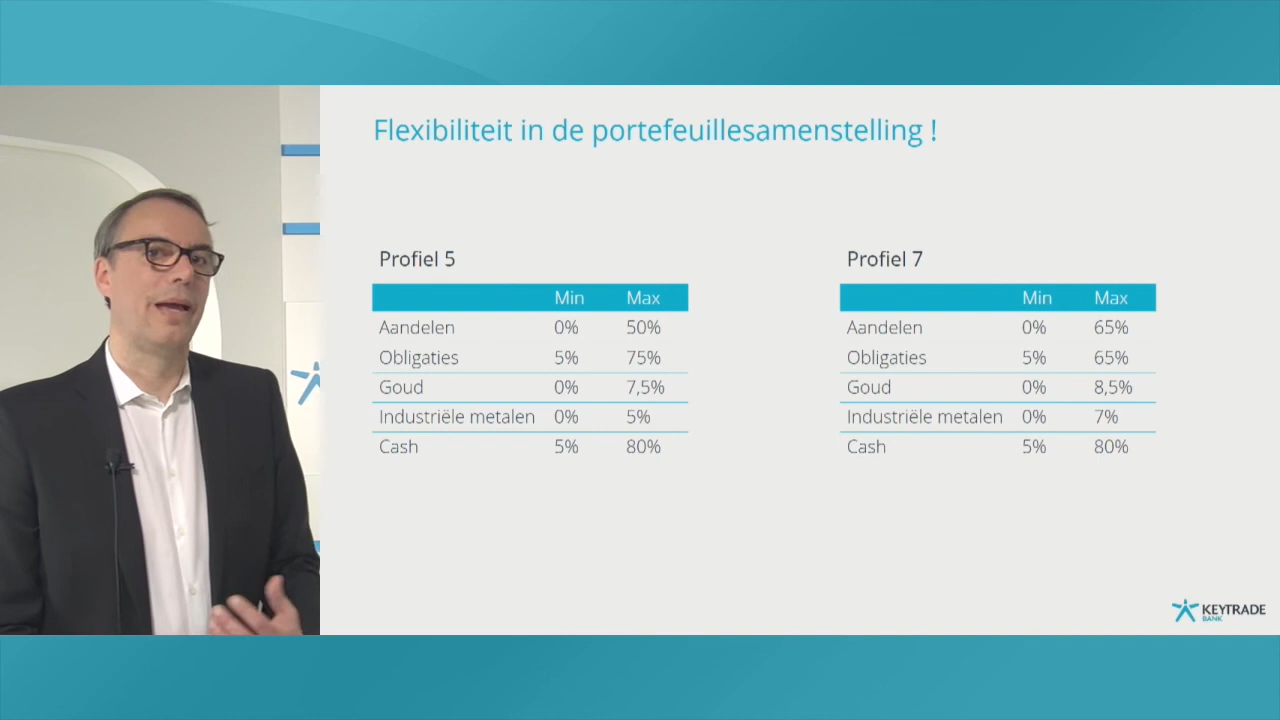 Flexibiliteit in de portefeuillesamenstelling !
Profiel 5
Min Max
Aandelen 0% 50%
Obligaties 5% 75%
Goud 0% 7,5%
Industriële metalen 0% 5%
Cash 5% 80%
Profiel 7
Min Max
Aandelen 0% 65%
Obligaties 5% 65%
Goud 0% 8,5%
Industriële metalen 0% 7%
Cash 5% 80%
KEYTRADE
BANK